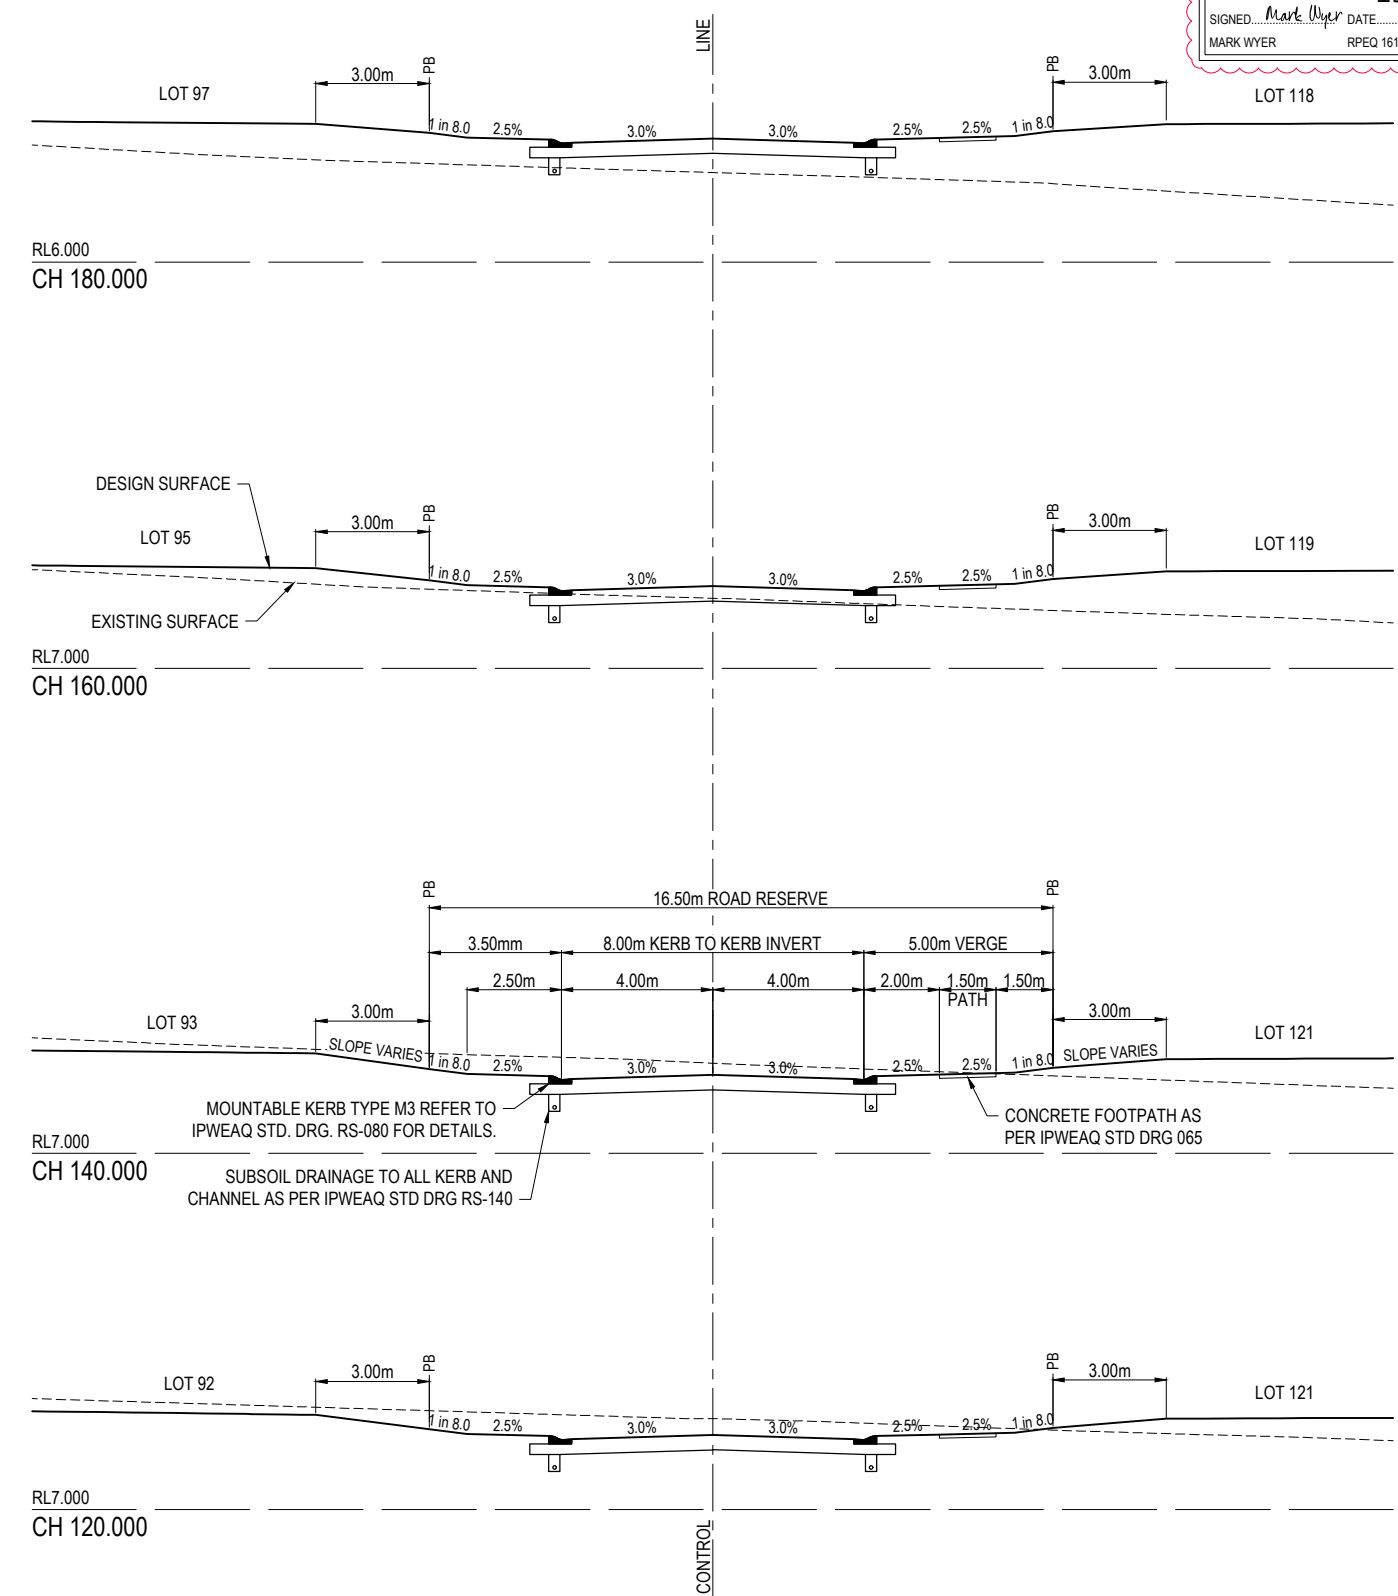 SIGNED Mark Wyer DATE
MARK WYER RPEQ 161
LINE
LOT 97 3.00m PB PB 3.00m LOT 118
1 in 8.0 2.5% 3.0% 3.0% 2.5% 2.5% 1 in 8.0
RL6.000
CH 180.000
DESIGN SURFACE
LOT 95 3.00m PB PB 3.00m LOT 119
1 in 8.0 2.5% 3.0% 3.0% 2.5% 2.5% 1 in 8.0
EXISTING SURFACE
RL7.000
CH 160.000
PB 16.50m ROAD RESERVE PB
3.50mm 8.00m KERB TO KERB INVERT 5.00m VERGE
2.50m 4.00m 4.00m 2.00m 1.50m 1.50m
PATH
LOT 93 3.00m 3.00m LOT 121
SLOPE VARIES 1 in 8.0 2.5% 3.0% 3.0% 2.5% 2.5% 1 in 8.0 SLOPE VARIES
MOUNTABLE KERB TYPE M3 REFER TO
IPWEAQ STD. DRG. RS-080 FOR DETAILS.
CONCRETE FOOTPATH AS
PER IPWEAQ STD DRG 065
RL7.000
CH 140.000
SUBSOIL DRAINAGE TO ALL KERB AND
CHANNEL AS PER IPWEAQ STD DRG RS-140
LOT 92 3.00m PB PB 3.00m LOT 121
1 in 8.0 2.5% 3.0% 3.0% 2.5% 2.5% 1 in 8.0
RL7.000
CH 120.000
CONTROL